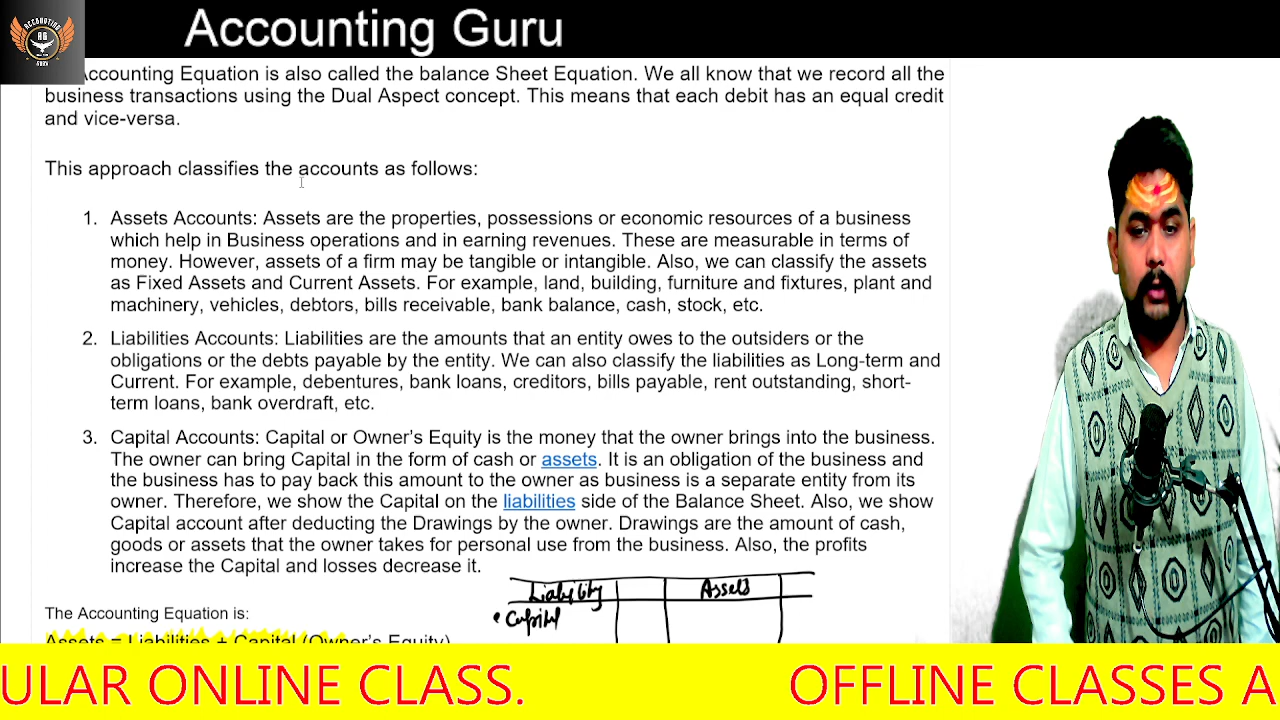 Accounting Guru
ACCOUNTING
AG
GURU
Accounting Equation is also called the balance Sheet Equation. We all know that we record all the
business transactions using the Dual Aspect concept. This means that each debit has an equal credit
and vice-versa.
This approach classifies the accounts as follows:
1. Assets Accounts: Assets are the properties, possessions or economic resources of a business
which help in Business operations and in earning revenues. These are measurable in terms of
money. However, assets of a firm may be tangible or intangible. Also, we can classify the assets
as Fixed Assets and Current Assets. For example, land, building, furniture and fixtures, plant and
machinery, vehicles, debtors, bills receivable, bank balance, cash, stock, etc.
2. Liabilities Accounts: Liabilities are the amounts that an entity owes to the outsiders or the
obligations or the debts payable by the entity. We can also classify the liabilities as Long-term and
Current. For example, debentures, bank loans, creditors, bills payable, rent outstanding, short-
term loans, bank overdraft, etc.
3. Capital Accounts: Capital or Owner's Equity is the money that the owner brings into the business.
The owner can bring Capital in the form of cash or assets. It is an obligation of the business and
the business has to pay back this amount to the owner as business is a separate entity from its
owner. Therefore, we show the Capital on the liabilities side of the Balance Sheet. Also, we show
Capital account after deducting the Drawings by the owner. Drawings are the amount of cash,
goods or assets that the owner takes for personal use from the business. Also, the profits
increase the Capital and losses decrease it.
Liability Assets
• Capital
The Accounting Equation is:
Assets = Liabilities + Capital (Owner's Equity)
ULAR ONLINE CLASS. OFFLINE CLASSES A